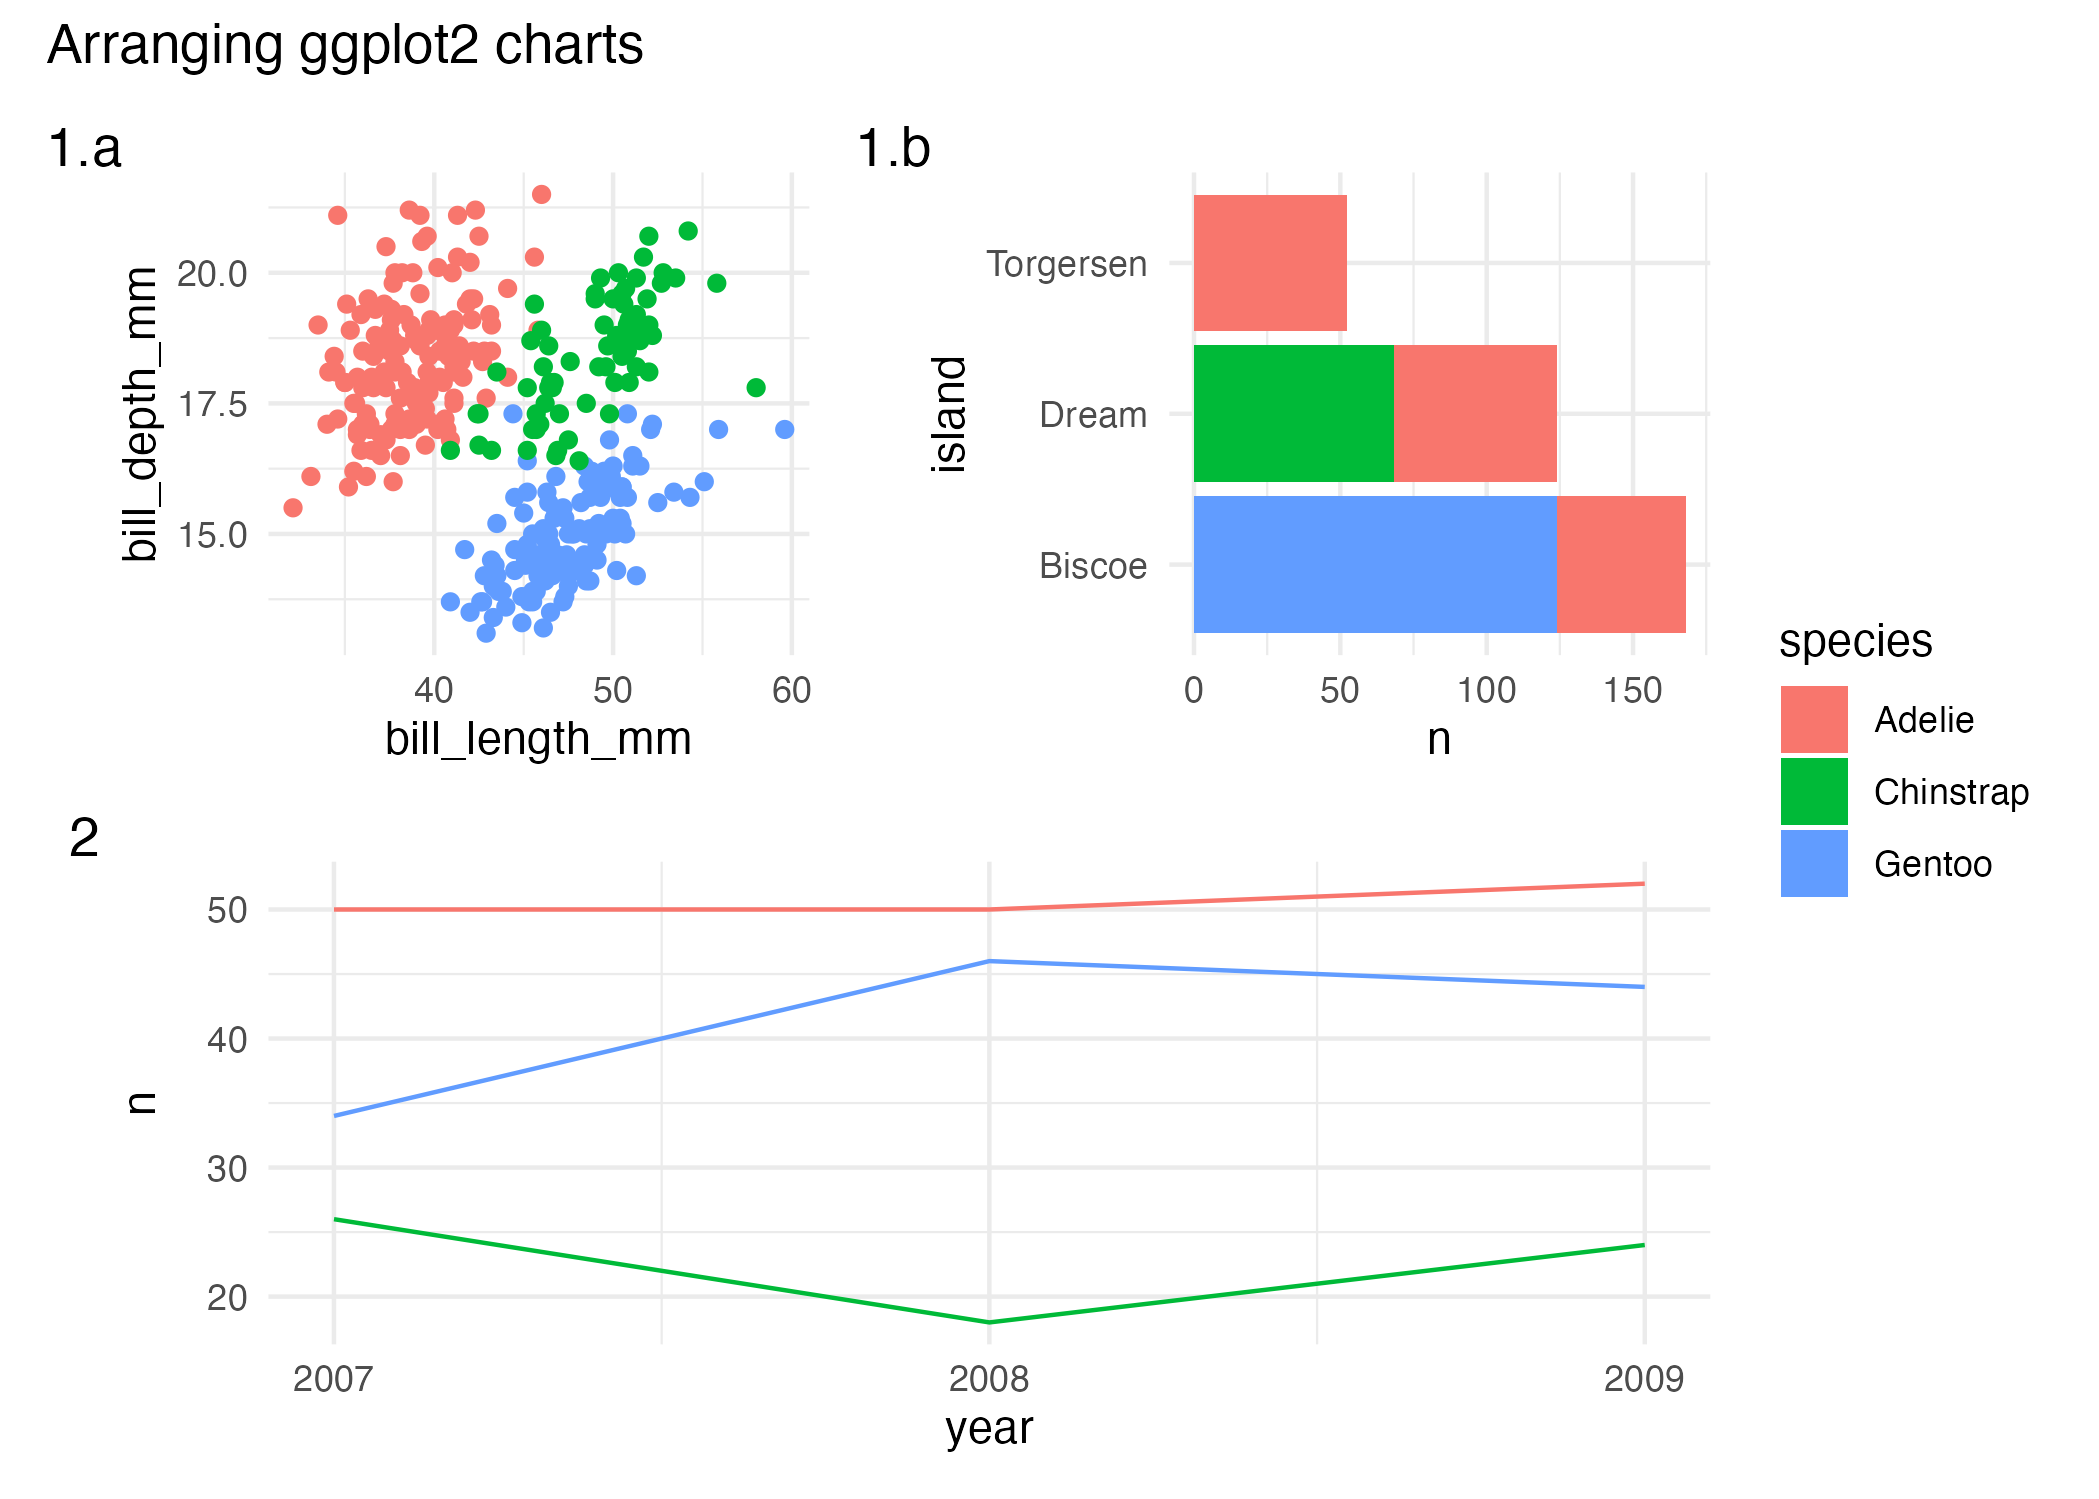 Arranging ggplot2 charts
1.a
bill_depth_mm
20.0
17.5
15.0
40 50 60
bill_length_mm
1.b
island
Torgersen
Dream
Biscoe
0 50 100 150
n
species
Adelie
Chinstrap
Gentoo
2
n
50
40
30
20
2007 2008 2009
year